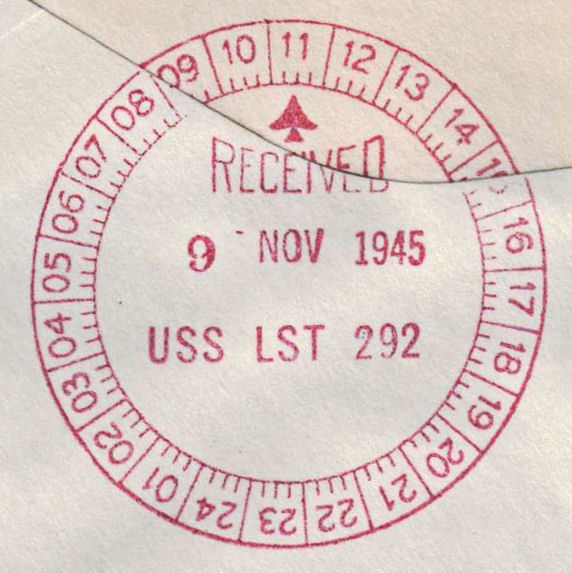 09 10 11 12 13 14 15 16 17 18 19 20 21 22 23 24 01 02 03 04 05 06 07 08
RECEIVED
9 NOV 1945
USS LST 292